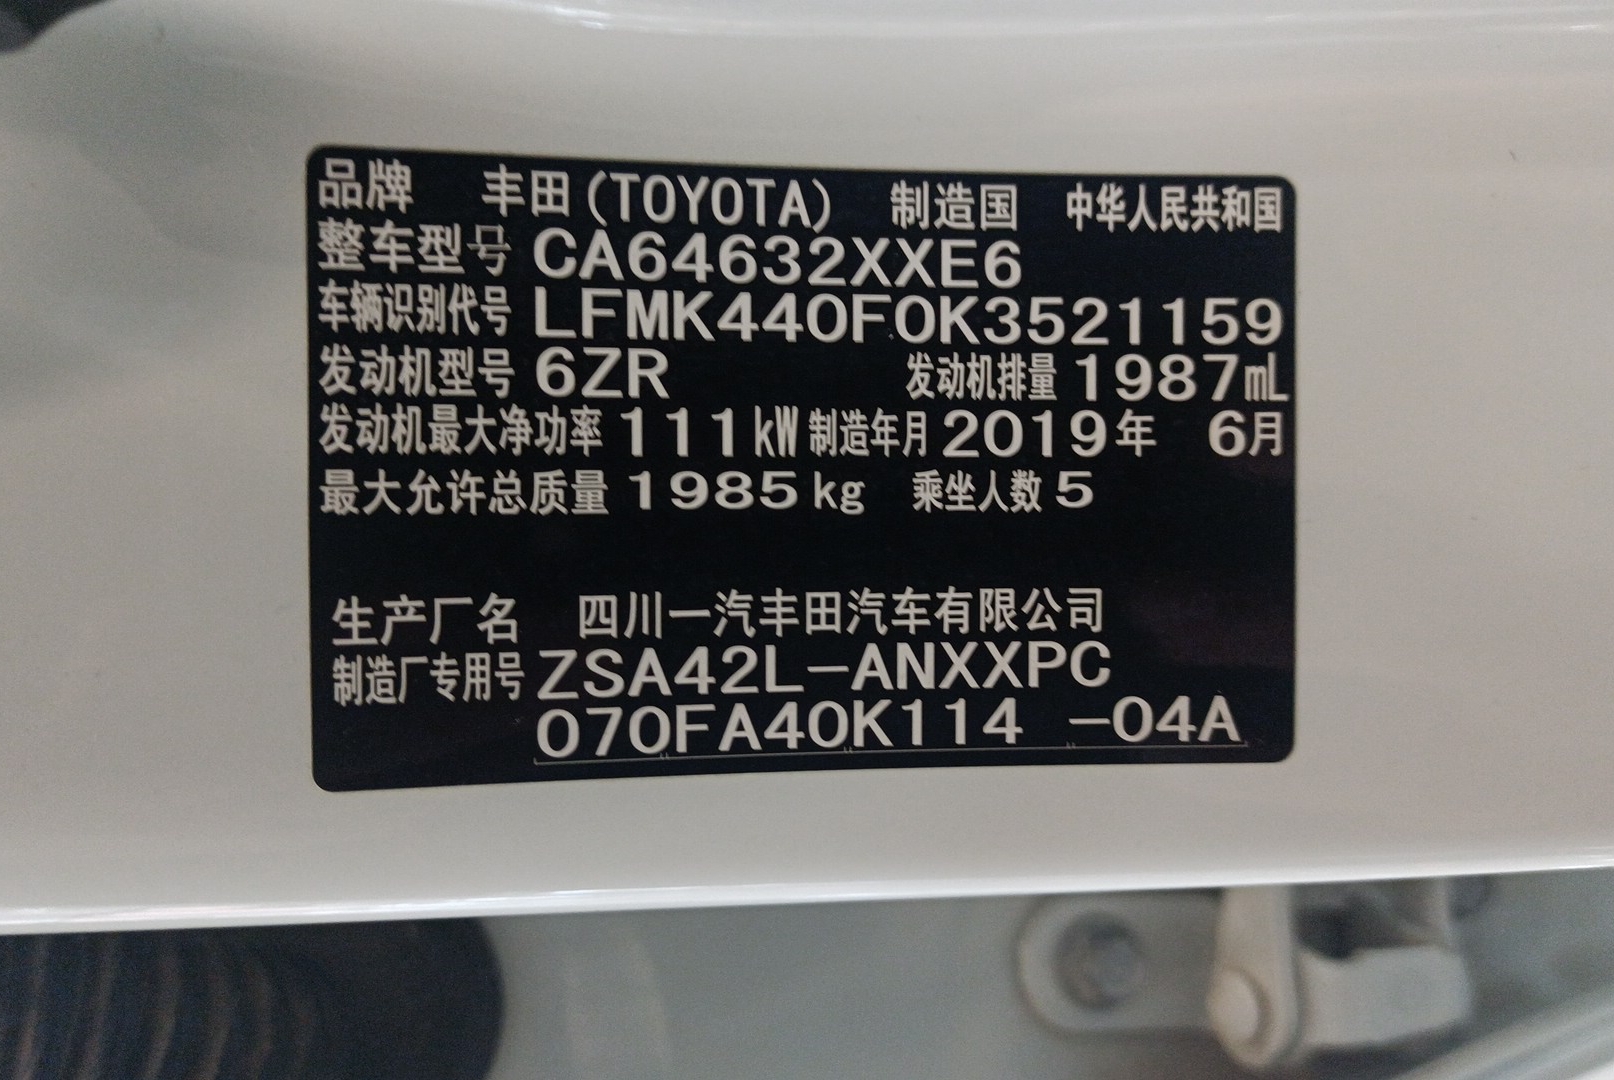 品牌 丰田(TOYOTA) 制造国 中华人民共和国
整车型号 CA64632XXE6
车辆识别代号 LFMK440F0K3521159
发动机型号 6ZR 发动机排量 1987mL
发动机最大净功率 111kW 制造年月 2019年 6月
最大允许总质量 1985kg 乘坐人数 5
生产厂名 四川一汽丰田汽车有限公司
制造厂专用号 ZSA42L-ANXXPC
070FA40K114 -04A